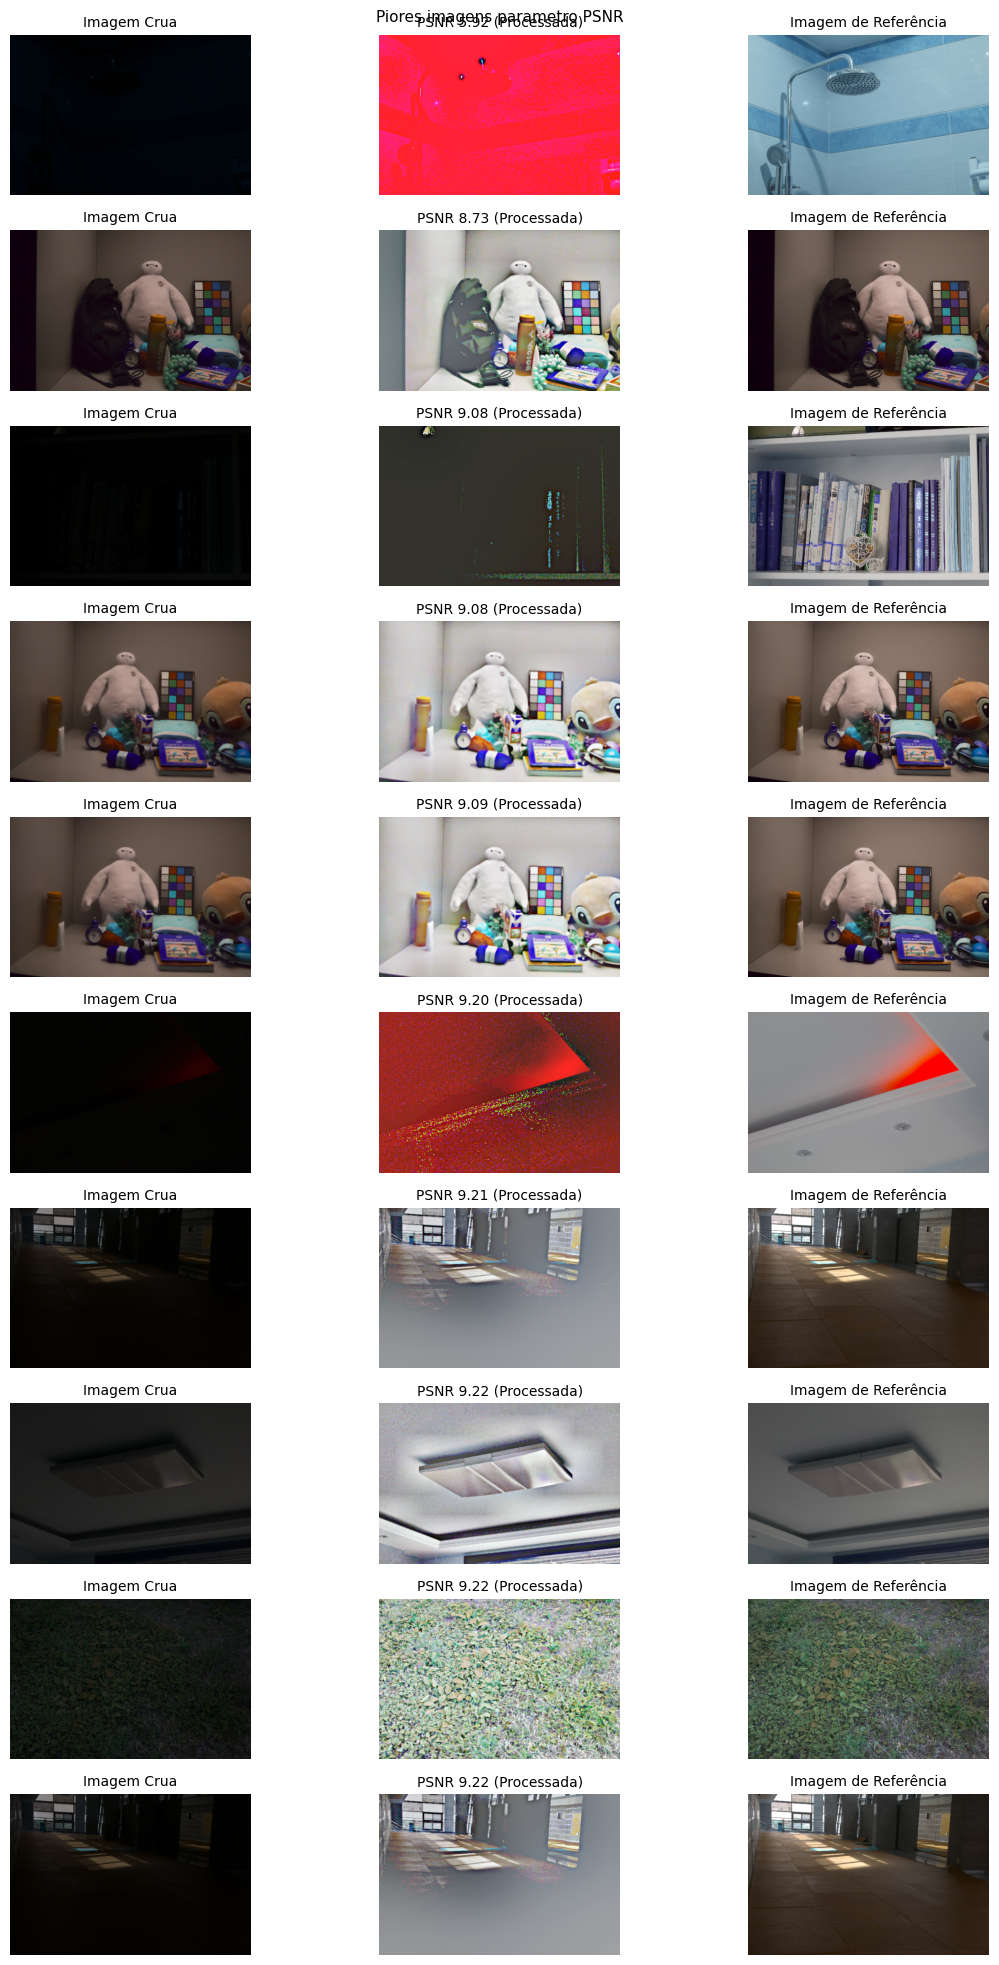 Piores imagens parametro PSNR
Imagem Crua
PSNR 5.92 (Processada)
Imagem de Referência
Imagem Crua
PSNR 8.73 (Processada)
Imagem de Referência
Imagem Crua
PSNR 9.08 (Processada)
Imagem de Referência
Imagem Crua
PSNR 9.08 (Processada)
Imagem de Referência
Imagem Crua
PSNR 9.09 (Processada)
Imagem de Referência
Imagem Crua
PSNR 9.20 (Processada)
Imagem de Referência
Imagem Crua
PSNR 9.21 (Processada)
Imagem de Referência
Imagem Crua
PSNR 9.22 (Processada)
Imagem de Referência
Imagem Crua
PSNR 9.22 (Processada)
Imagem de Referência
Imagem Crua
PSNR 9.22 (Processada)
Imagem de Referência